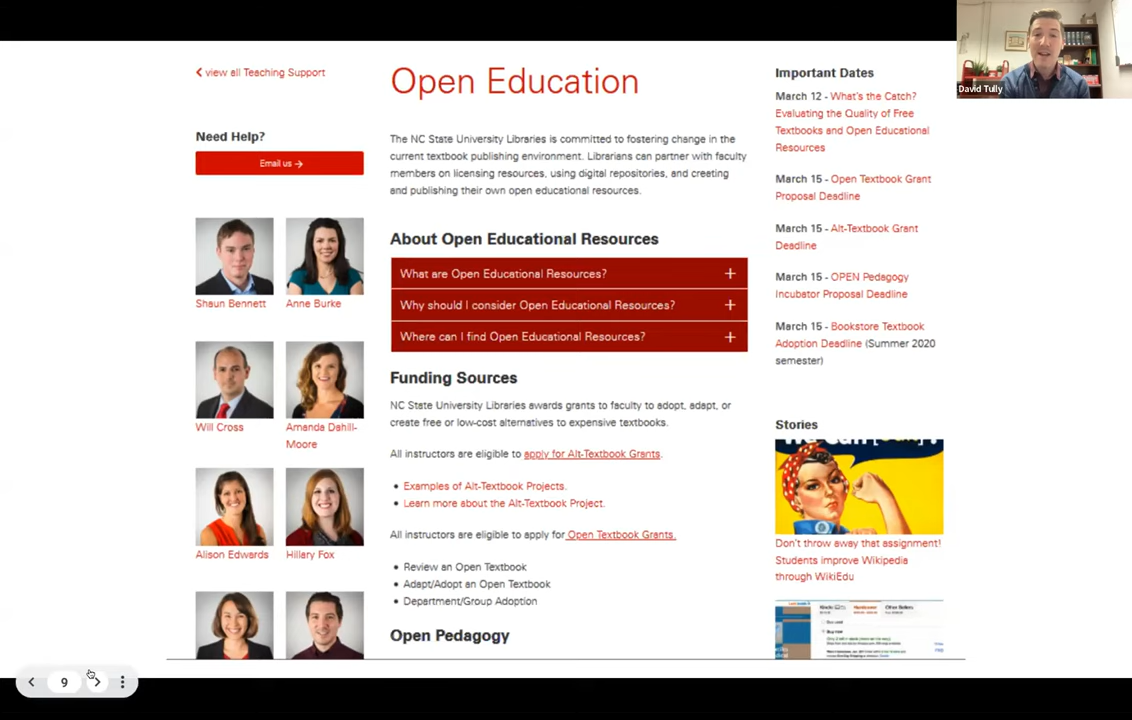 view all Teaching Support
Need Help?
Email us
Shaun Bennett
Anne Burke
Will Cross
Amanda Dahill-
Moore
Alison Edwards
Hillary Fox
Open Education
The NC State University Libraries is committed to fostering change in the
current textbook publishing environment. Librarians can partner with faculty
members on licensing resources, using digital repositories, and creating
and publishing their own open educational resources.
About Open Educational Resources
What are Open Educational Resources? +
Why should I consider Open Educational Resources? +
Where can I find Open Educational Resources? +
Funding Sources
NC State University Libraries awards grants to faculty to adopt, adapt, or
create free or low-cost alternatives to expensive textbooks.
All instructors are eligible to apply for Alt-Textbook Grants.
• Examples of Alt-Textbook Projects.
• Learn more about the Alt-Textbook Project.
All instructors are eligible to apply for Open Textbook Grants.
• Review an Open Textbook
• Adapt/Adopt an Open Textbook
• Department/Group Adoption
Open Pedagogy
Important Dates
March 12 - What's the Catch?
Evaluating the Quality of Free
Textbooks and Open Educational
Resources
March 15 - Open Textbook Grant
Proposal Deadline
March 15 - Alt-Textbook Grant
Deadline
March 15 - OPEN Pedagogy
Incubator Proposal Deadline
March 15 - Bookstore Textbook
Adoption Deadline (Summer 2020
semester)
Stories
Don't throw away that assignment!
Students improve Wikipedia
through WikiEdu
David Tully
9